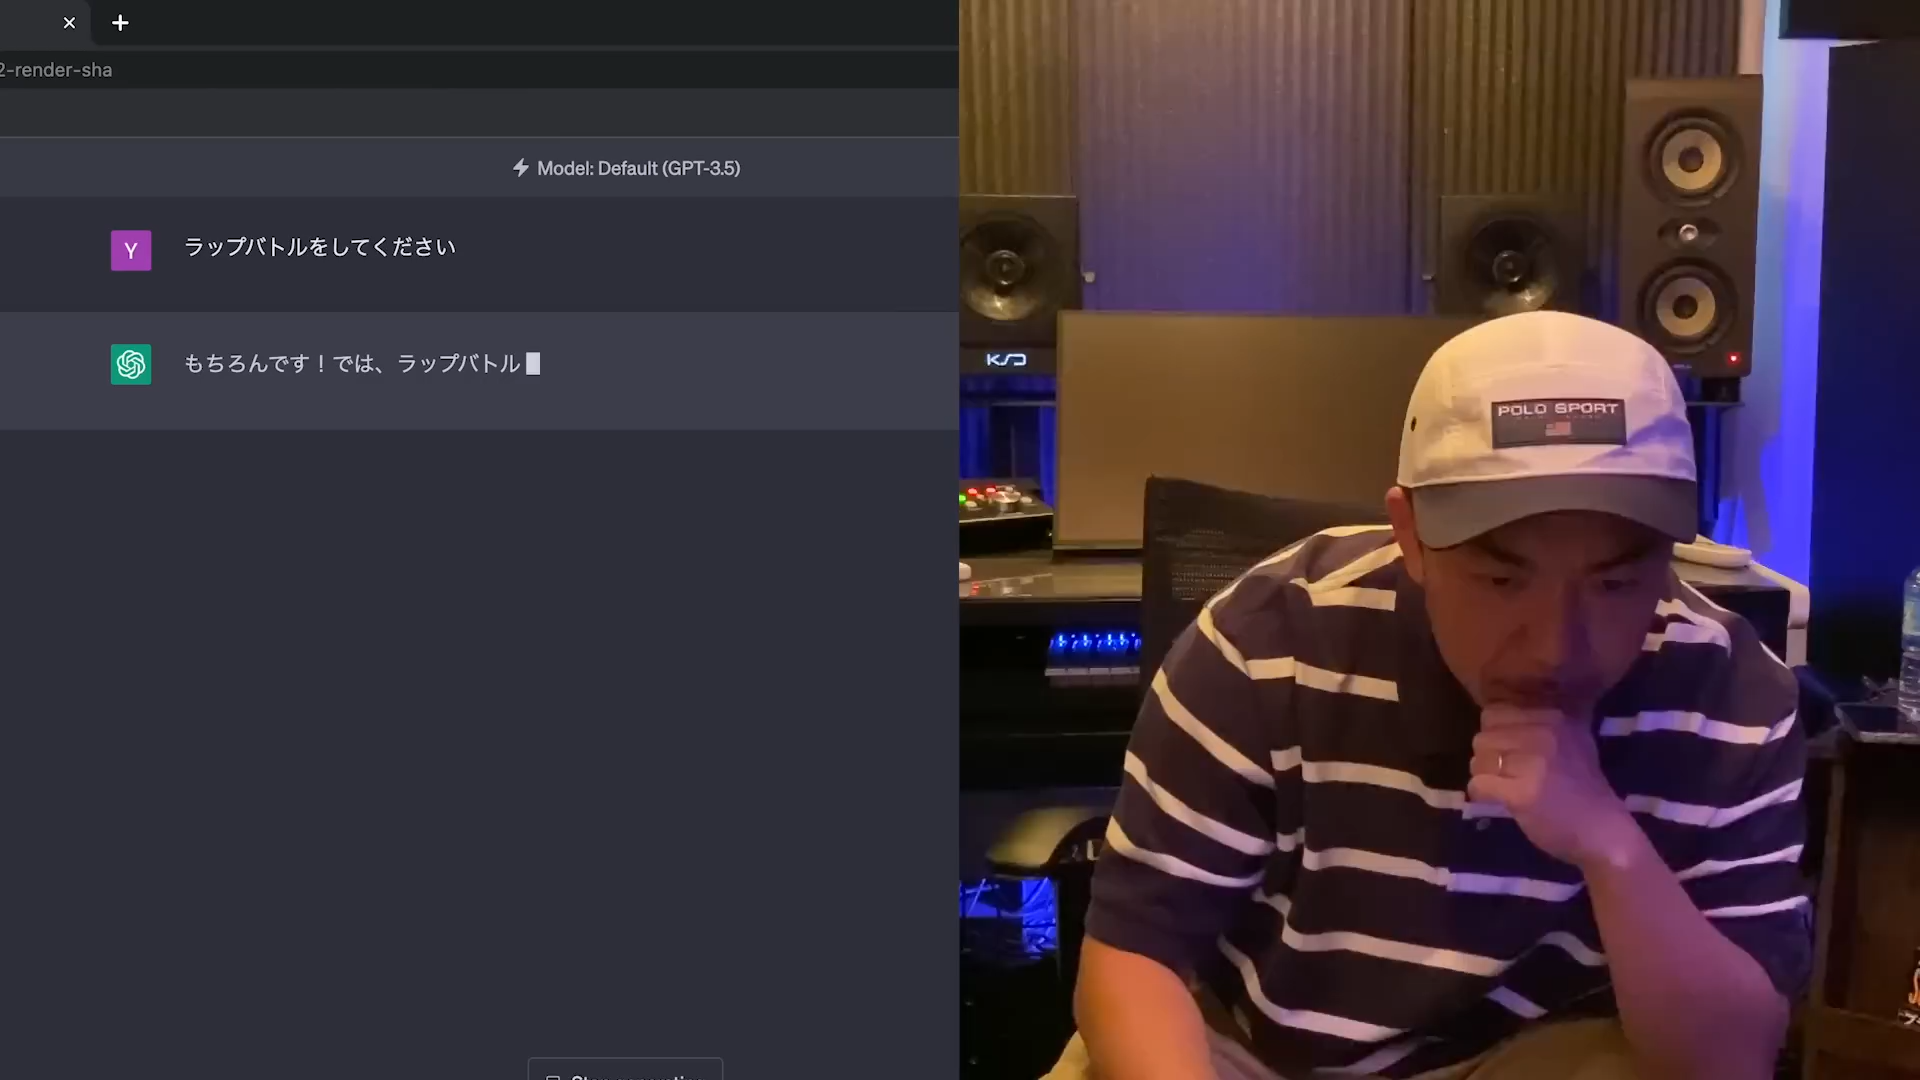 2-render-sha
Model: Default (GPT-3.5)
Y
ラップバトルをしてください
もちろんです！では、ラップバトル
KSD
POLO SPORT